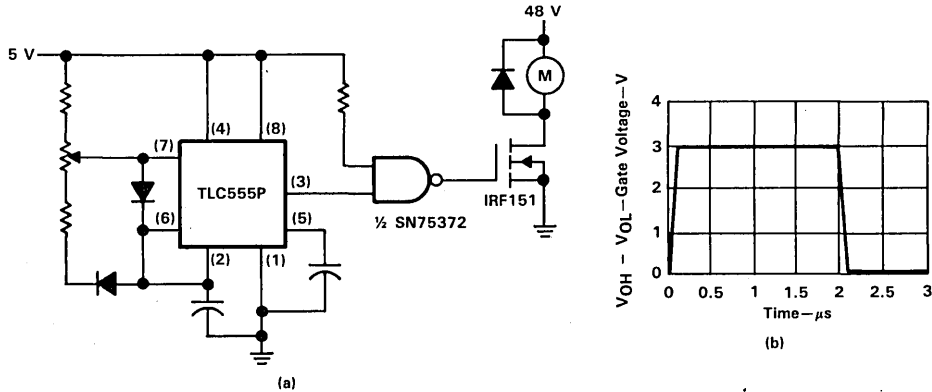 48 V
5 V
M
(4)
(8)
(7)
TLC555P
(3)
(6)
(5)
(2)
(1)
½ SN75372
IRF151
(a)
VOH – VOL–Gate Voltage–V
4
3
2
1
0
0 0.5 1 1.5 2 2.5 3
Time–μs
(b)